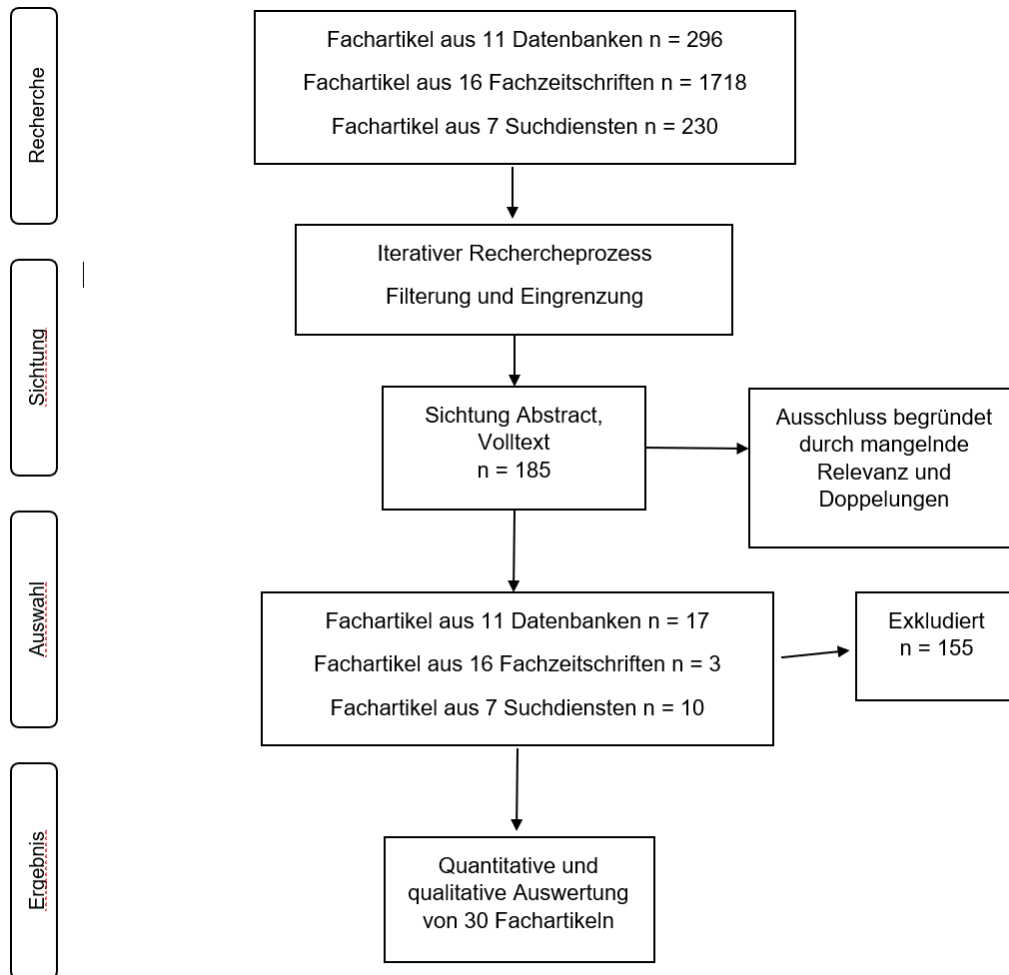 Recherche
Fachartikel aus 11 Datenbanken n = 296
Fachartikel aus 16 Fachzeitschriften n = 1718
Fachartikel aus 7 Suchdiensten n = 230
Iterativer Rechercheprozess
Filterung und Eingrenzung
Sichtung
Sichtung Abstract,
Volltext
n = 185
Ausschluss begründet
durch mangelnde
Relevanz und
Doppelungen
Auswahl
Fachartikel aus 11 Datenbanken n = 17
Fachartikel aus 16 Fachzeitschriften n = 3
Fachartikel aus 7 Suchdiensten n = 10
Exkludiert
n = 155
Ergebnis
Quantitative und
qualitative Auswertung
von 30 Fachartikeln